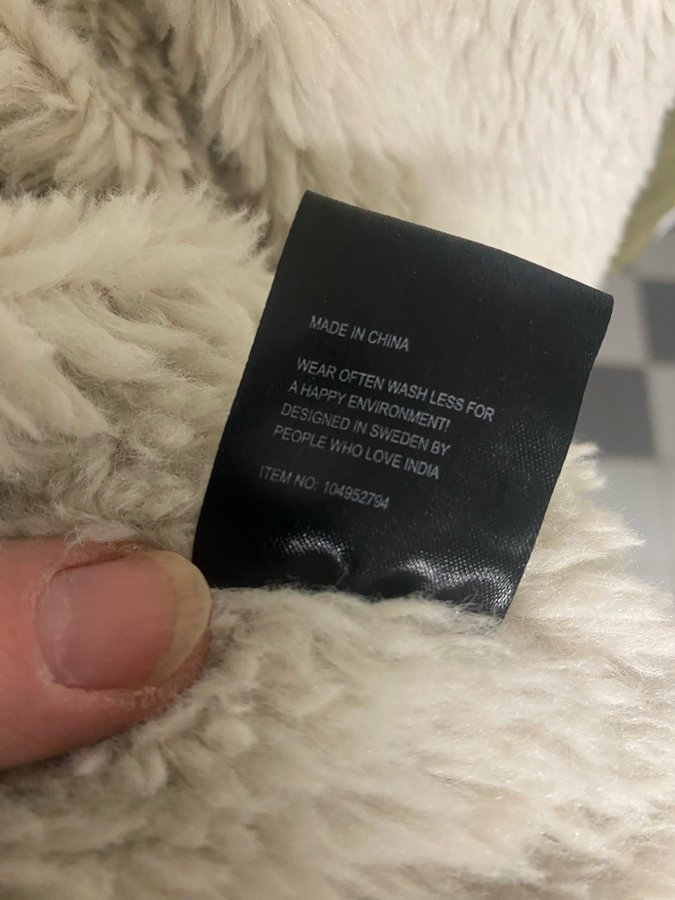 MADE IN CHINA
WEAR OFTEN WASH LESS FOR
A HAPPY ENVIRONMENT!
DESIGNED IN SWEDEN BY
PEOPLE WHO LOVE INDIA
ITEM NO: 104952794